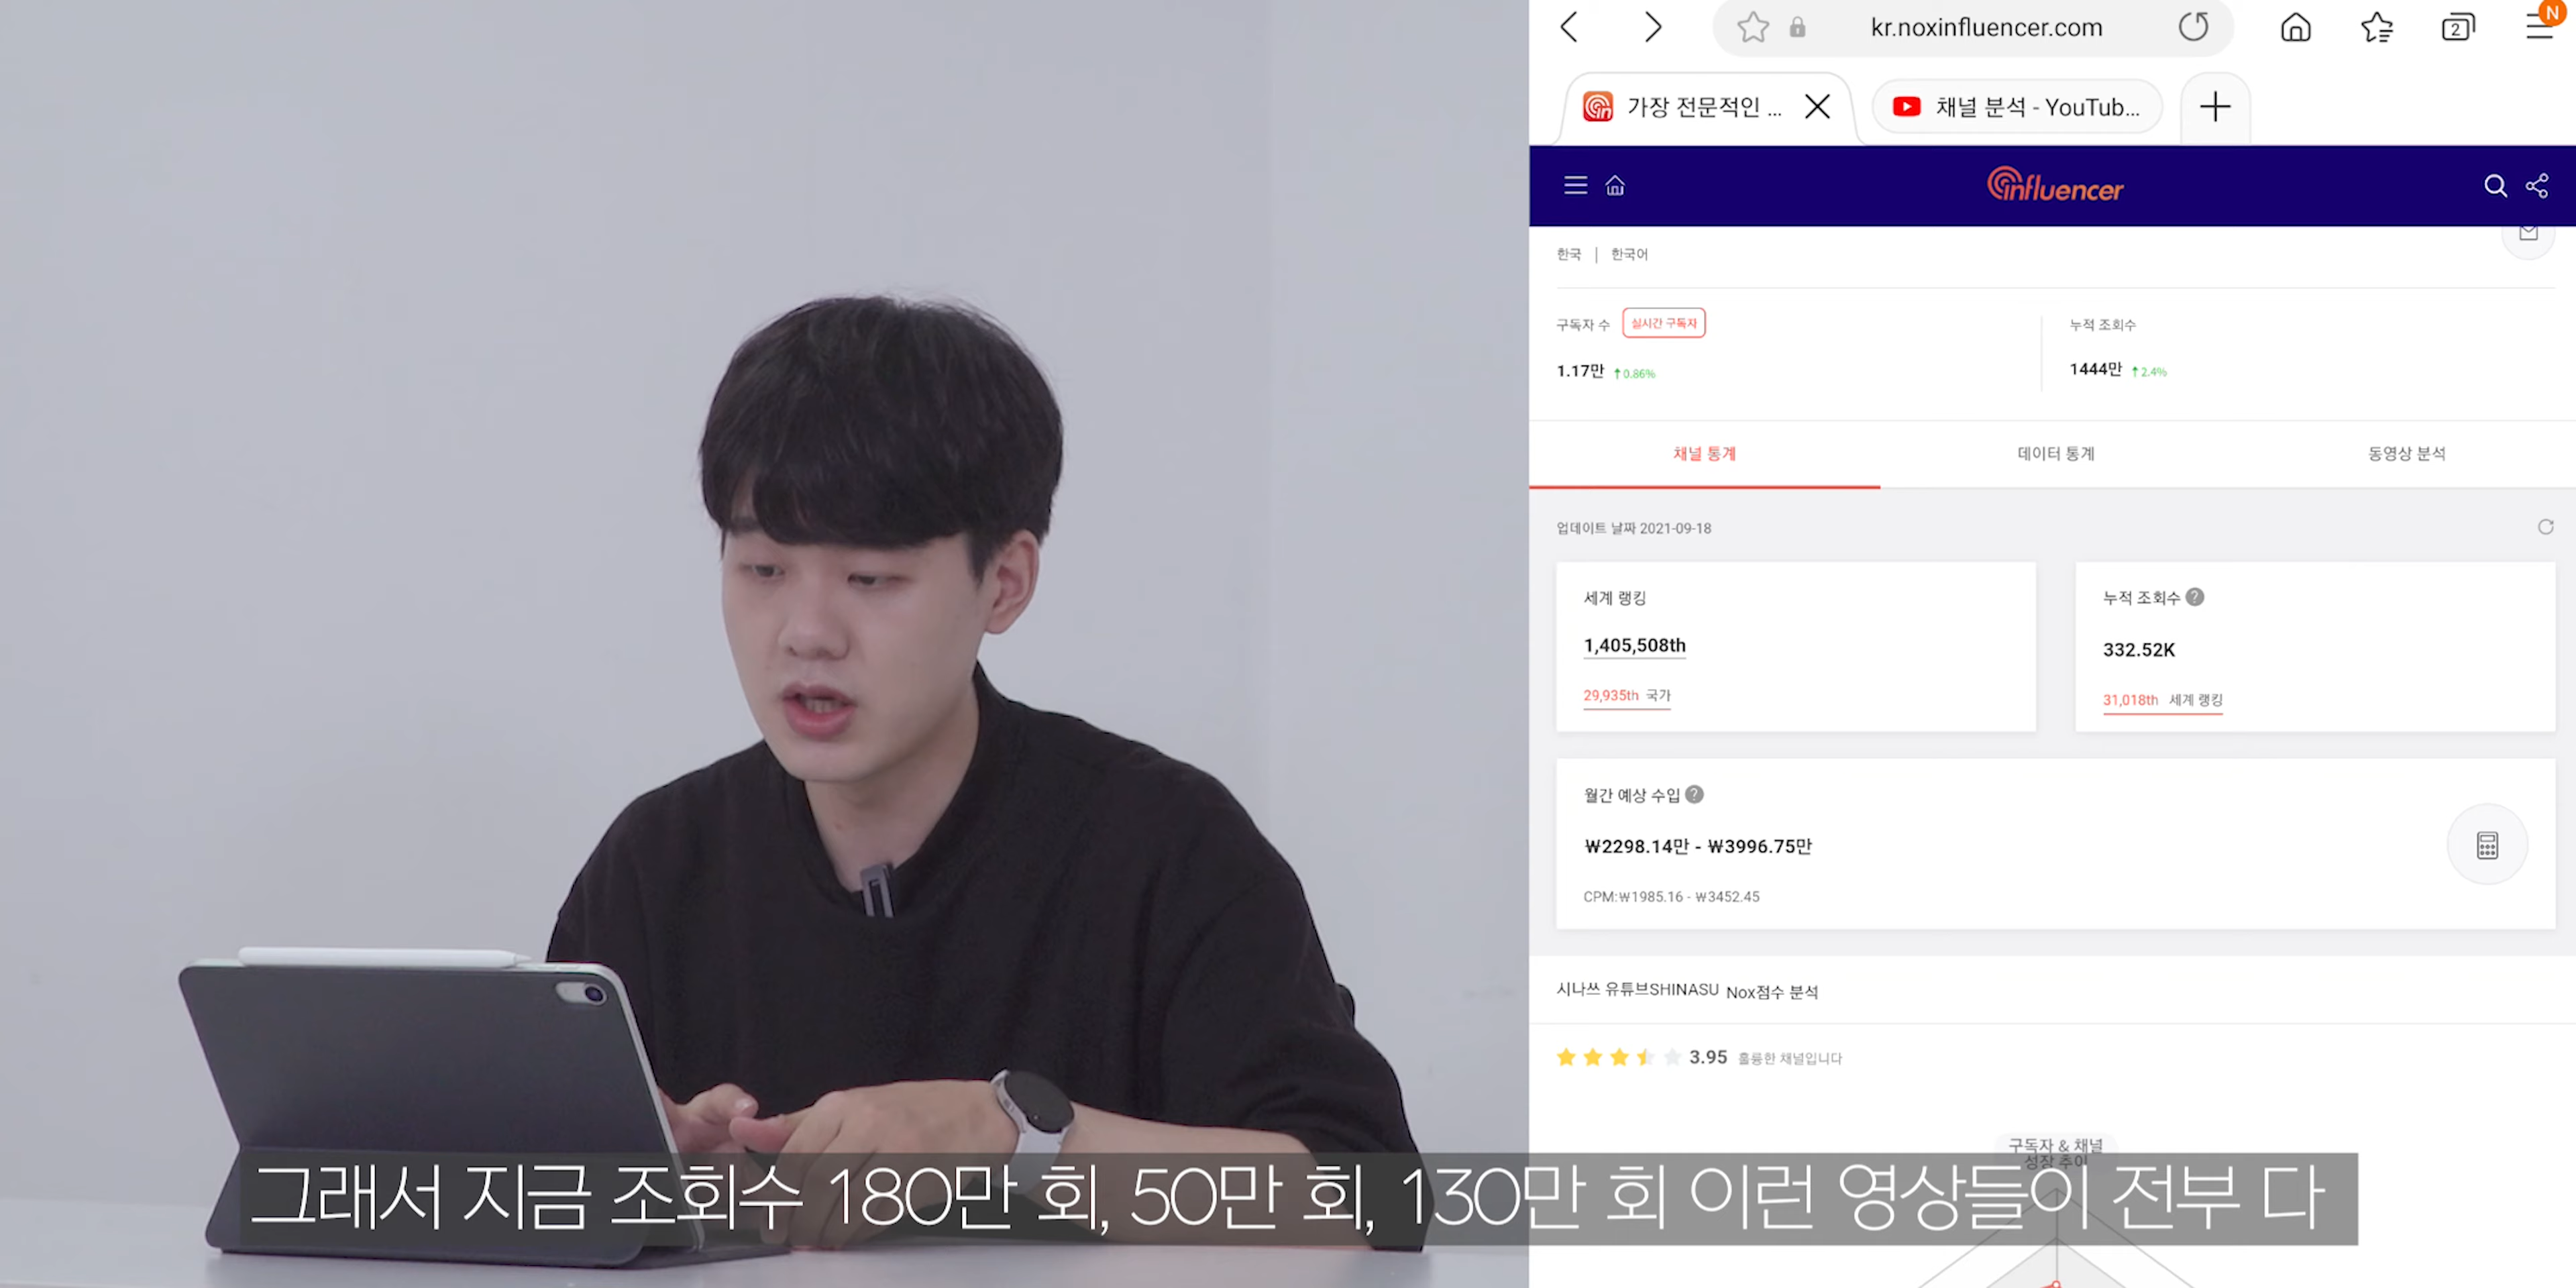 kr.noxinfluencer.com
2
N
가장 전문적인 ...
채널 분석 - YouTub...
influencer
한국 | 한국어
구독자 수 실시간 구독자
1.17만 0.86%
누적 조회수
1444만 2.4%
채널 통계
데이터 통계
동영상 분석
업데이트 날짜 2021-09-18
세계 랭킹
1,405,508th
29,935th 국가
누적 조회수
332.52K
31,018th 세계 랭킹
월간 예상 수입
₩2298.14만 - ₩3996.75만
CPM:₩1985.16 - ₩3452.45
시나쓰 유튜브SHINASU Nox점수 분석
3.95 훌륭한 채널입니다
구독자 & 채널
성장 추이
그래서 지금 조회수 180만 회, 50만 회, 130만 회 이런 영상들이 전부 다